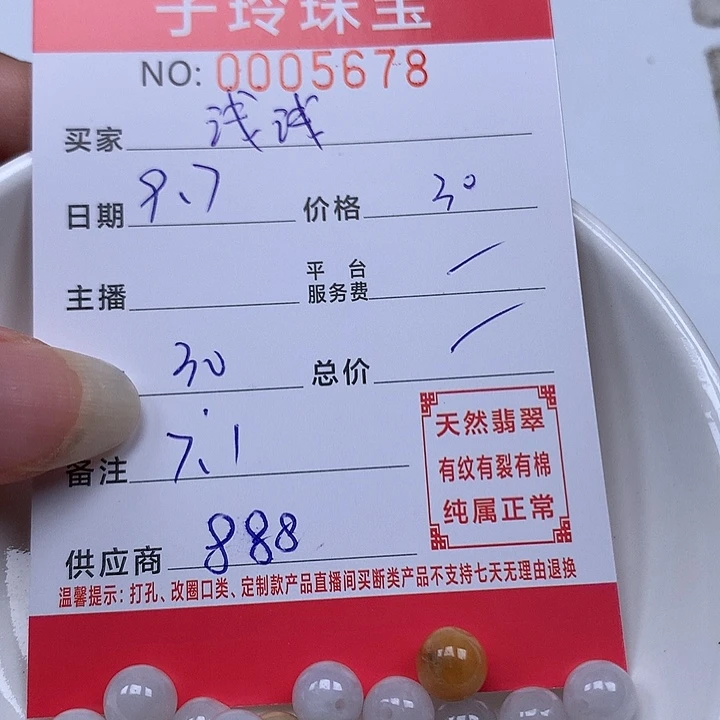 子玲珠宝
NO: 0005678
买家 浅浅
日期 9.7 价格 30
主播 平台服务费 /
30 总价 /
备注 7.1
供应商 888
天然翡翠
有纹有裂有棉
纯属正常
温馨提示：打孔、改圈口类、定制款产品直播间买断类产品不支持七天无理由退换